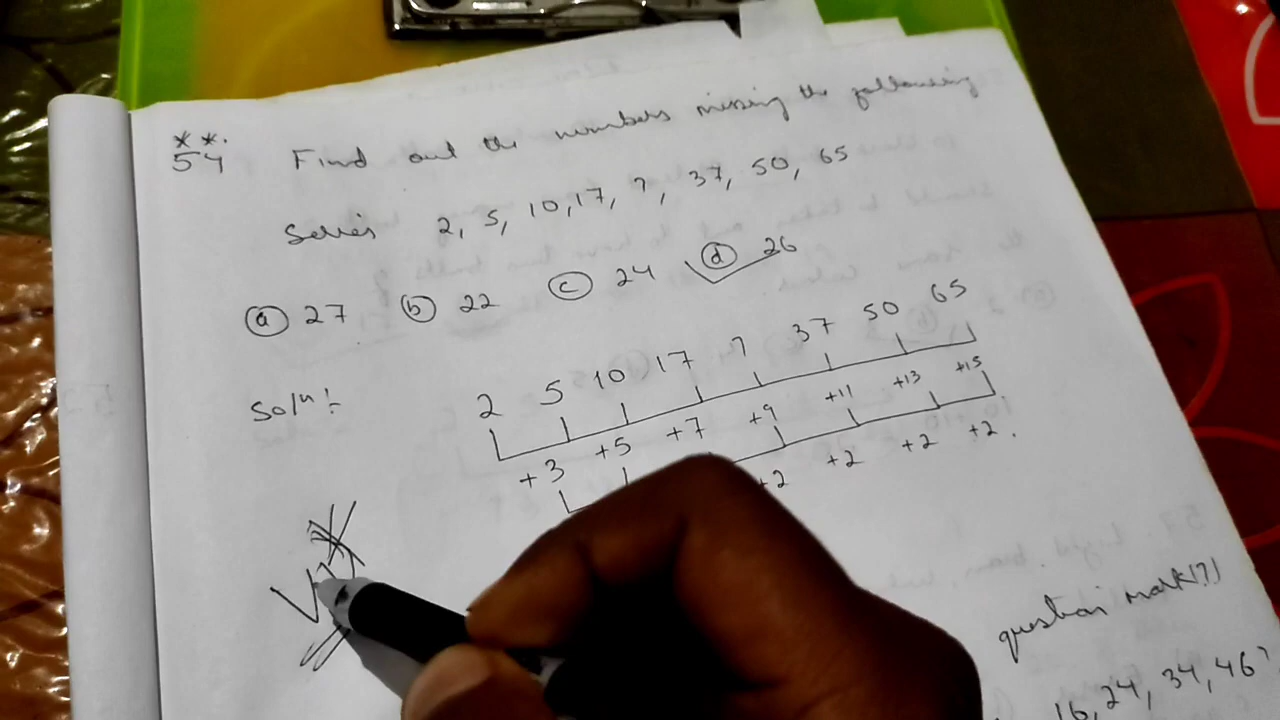 **.
54 Find out the numbers missing the following
Series 2, 5, 10, 17, ?, 37, 50, 65
(a) 27 (b) 22 (c) 24 (d) 26
Solⁿ:- 2 5 10 17 ? 37 50 65
+3 +5 +7 +9 +11 +13 +15
+2 +2 +2 +2.
question mark(?)
16, 24, 34, 46?